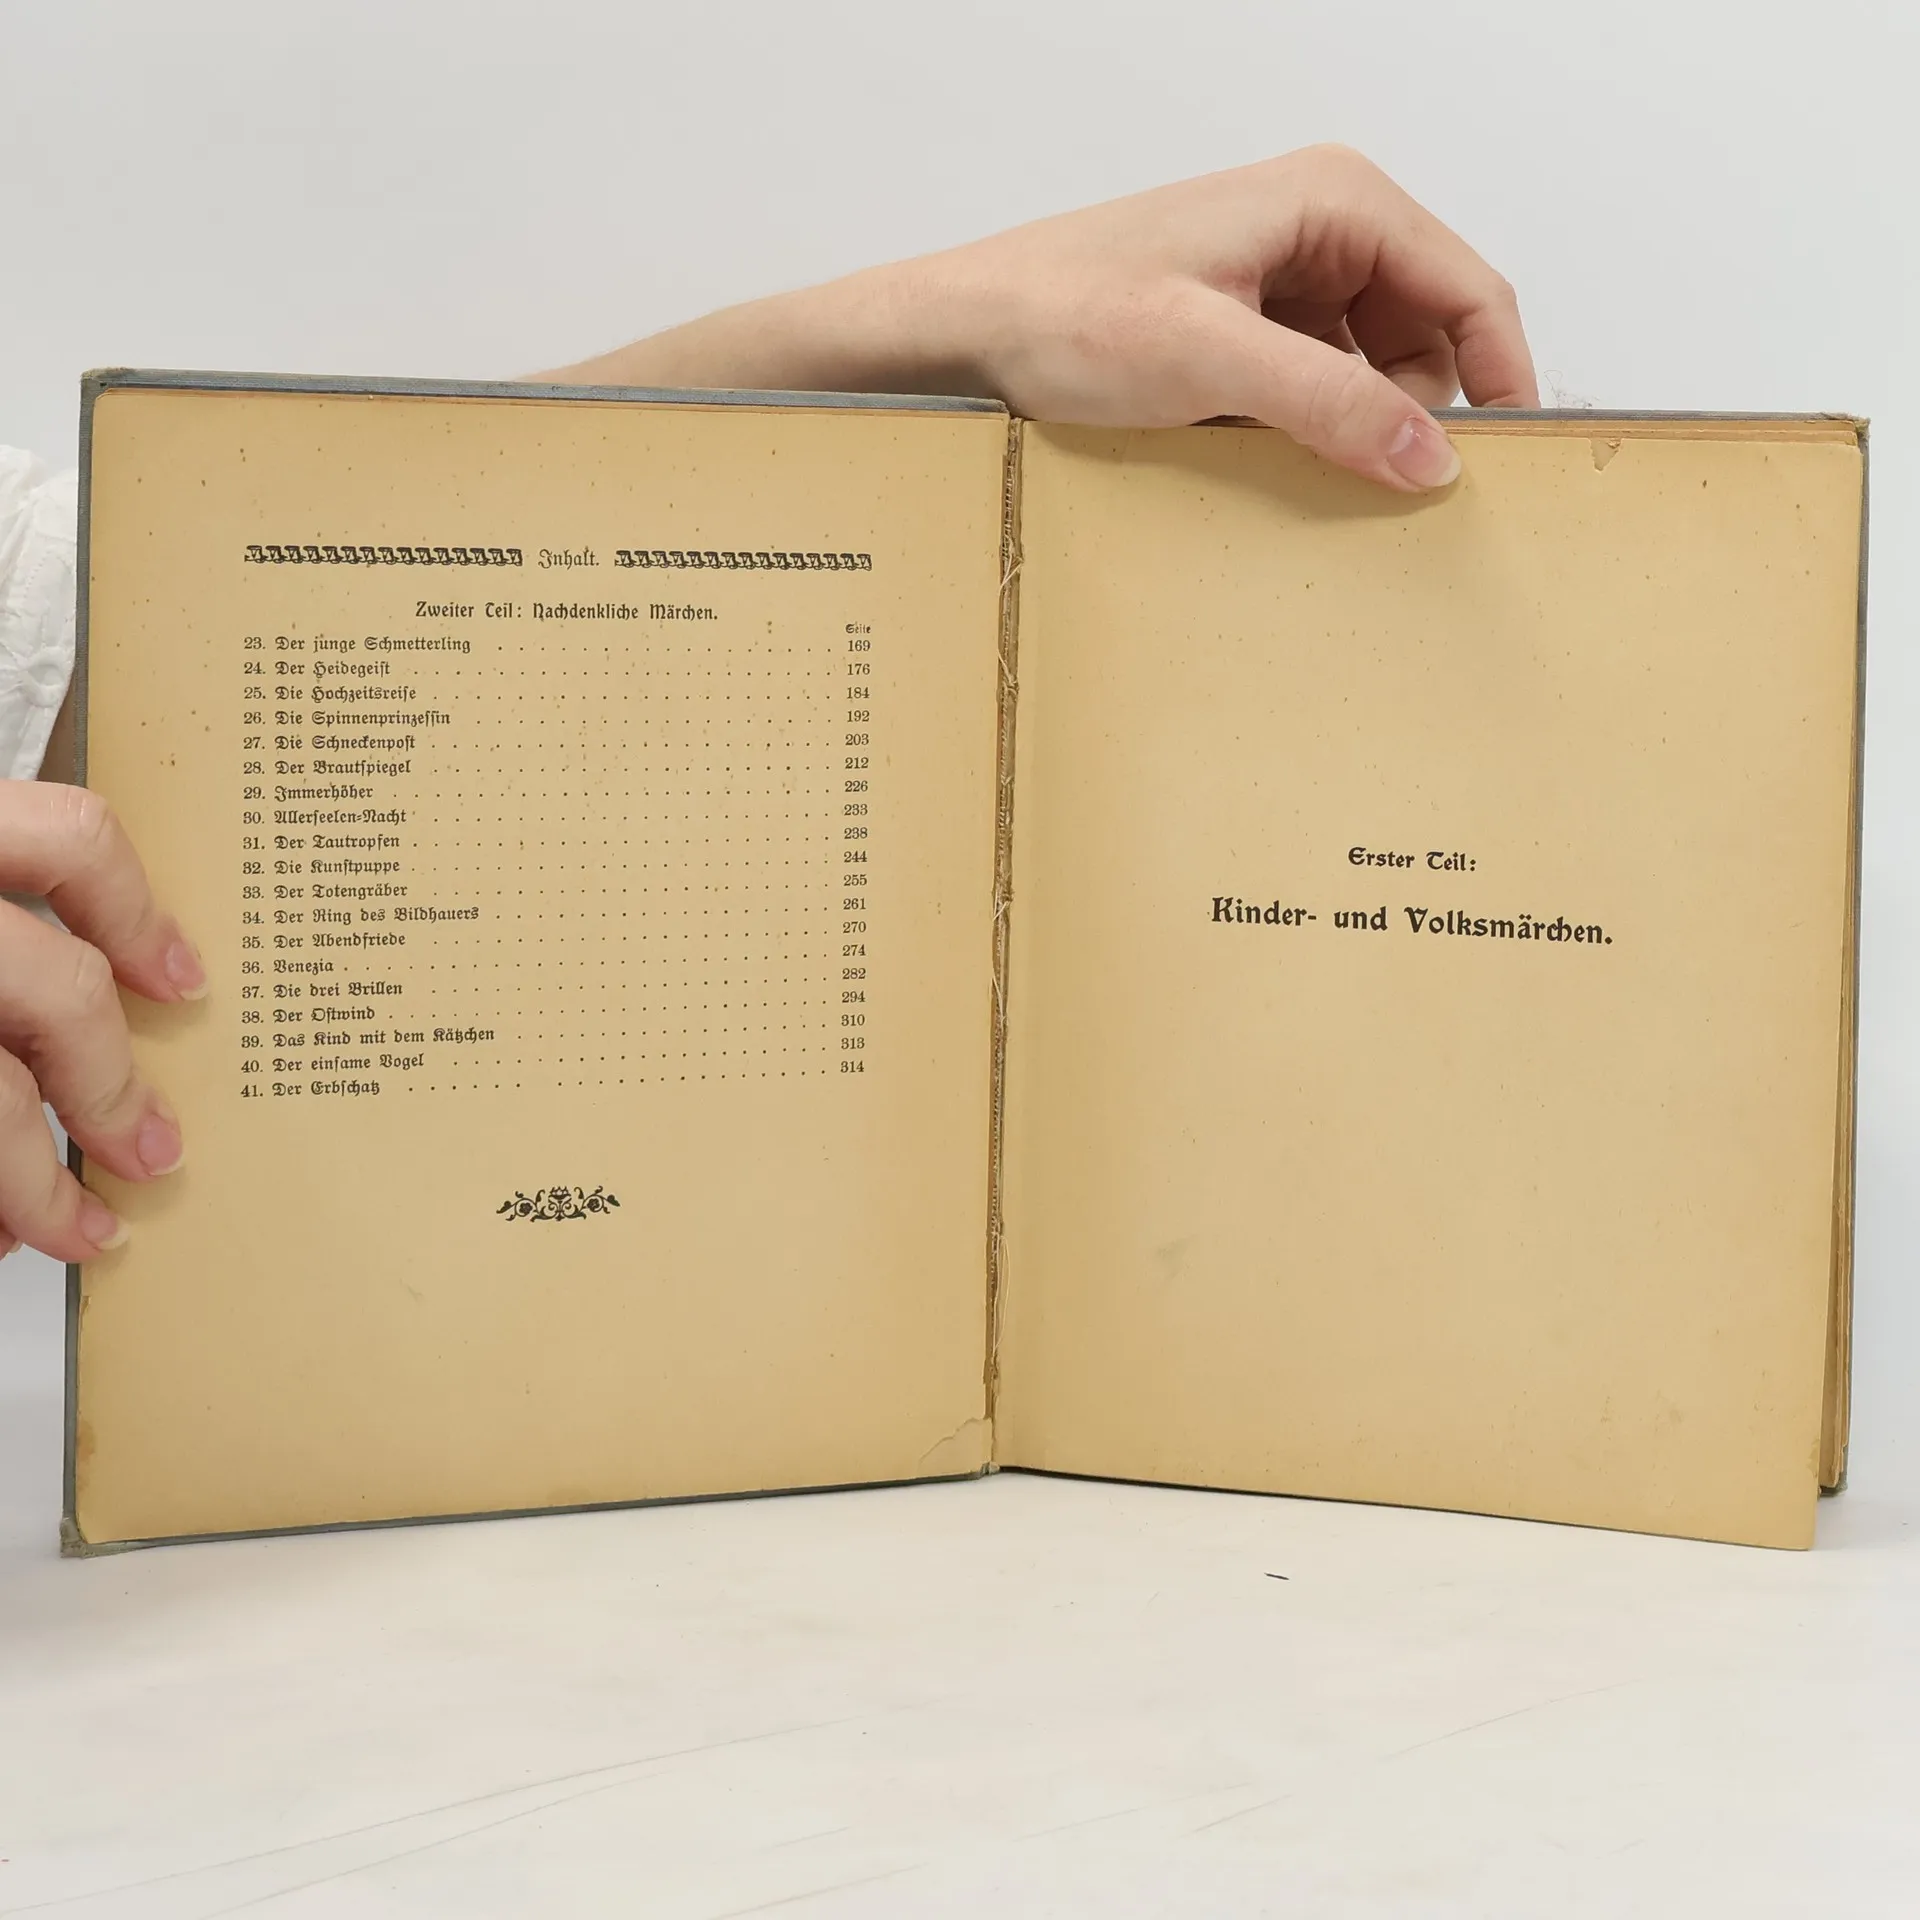 Inhalt.
Zweiter Teil: Nachdenkliche Märchen.
Seite
23. Der junge Schmetterling . . . . . . . . . . . . . . . . 169
24. Der Heidegeiſt . . . . . . . . . . . . . . . . . . . . 176
25. Die Hochzeitsreiſe . . . . . . . . . . . . . . . . . . . 184
26. Die Spinnenprinzeſſin . . . . . . . . . . . . . . . . . 192
27. Die Schneckenpoſt . . . . . . . . . . . . . . . . . . . 203
28. Der Brautſpiegel . . . . . . . . . . . . . . . . . . . 212
29. Immerhöher . . . . . . . . . . . . . . . . . . . . . 226
30. Allerſeelen-Nacht . . . . . . . . . . . . . . . . . . . 233
31. Der Tautropfen . . . . . . . . . . . . . . . . . . . . 238
32. Die Kunſtpuppe . . . . . . . . . . . . . . . . . . . . 244
33. Der Totengräber . . . . . . . . . . . . . . . . . . . 255
34. Der Ring des Bildhauers . . . . . . . . . . . . . . . . 261
35. Der Abendfriede . . . . . . . . . . . . . . . . . . . 270
36. Venezia . . . . . . . . . . . . . . . . . . . . . . . 274
37. Die drei Brillen . . . . . . . . . . . . . . . . . . . 282
38. Der Oſtwind . . . . . . . . . . . . . . . . . . . . . 294
39. Das Kind mit dem Kätzchen . . . . . . . . . . . . . . . 310
40. Der einſame Vogel . . . . . . . . . . . . . . . . . . 313
41. Der Erbſchatz . . . . . . . . . . . . . . . . . . . 314
Erster Teil:
Kinder- und Volksmärchen.